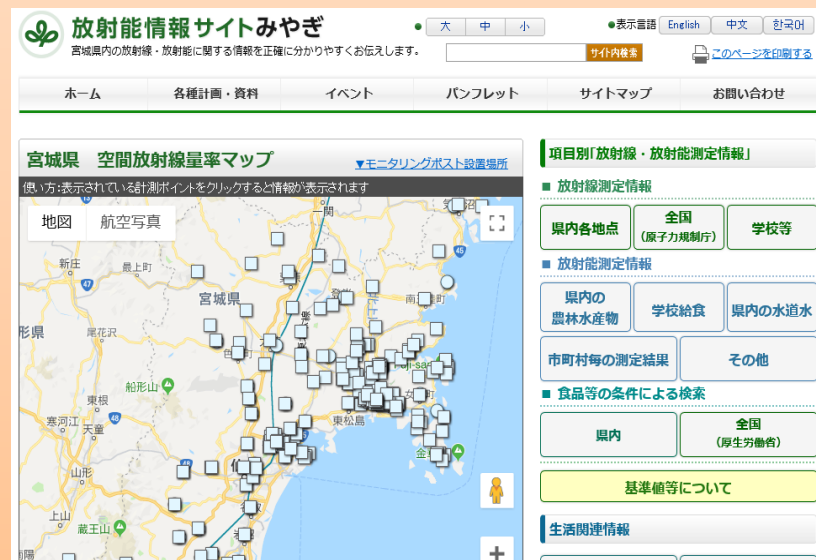 放射能情報サイトみやぎ
宮城県内の放射線・放射能に関する情報を正確に分かりやすくお伝えします。
大 中 小
●表示言語 English 中文 한국어
サイト内検索
このページを印刷する
ホーム 各種計画・資料 イベント パンフレット サイトマップ お問い合わせ
宮城県 空間放射線量率マップ
▼モニタリングポスト設置場所
使い方:表示されている計測ポイントをクリックすると情報が表示されます
地図 航空写真
一関
新庄
最上町
47
45
宮城県
尾花沢
形県
船形山
東根
寒河江
天童
48
東松島
山形
上山
蔵王山
項目別「放射線・放射能測定情報」
■ 放射線測定情報
県内各地点
全国
(原子力規制庁)
学校等
■ 放射能測定情報
県内の
農林水産物
学校給食
県内の水道水
市町村毎の測定結果
その他
■ 食品等の条件による検索
県内
全国
(厚生労働省)
基準値等について
生活関連情報